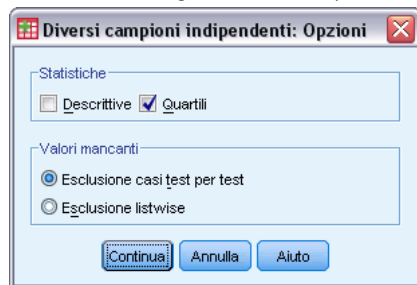 Diversi campioni indipendenti: Opzioni
Statistiche
Descrittive Quartili
Valori mancanti
Esclusione casi test per test
Esclusione listwise
Continua Annulla Aiuto